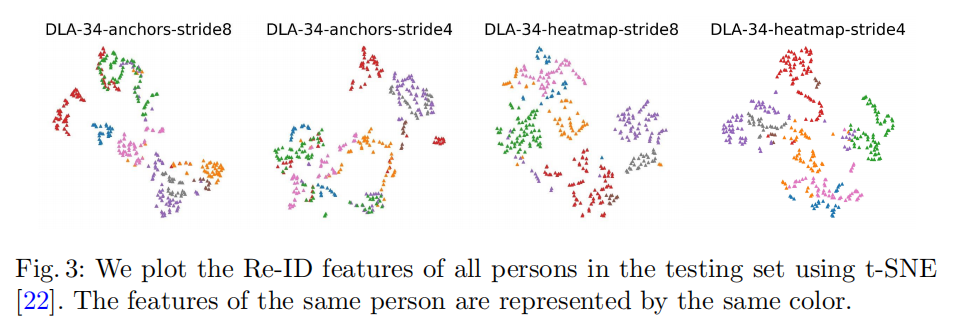 DLA-34-anchors-stride8 DLA-34-anchors-stride4 DLA-34-heatmap-stride8 DLA-34-heatmap-stride4
Fig. 3: We plot the Re-ID features of all persons in the testing set using t-SNE
[22]. The features of the same person are represented by the same color.